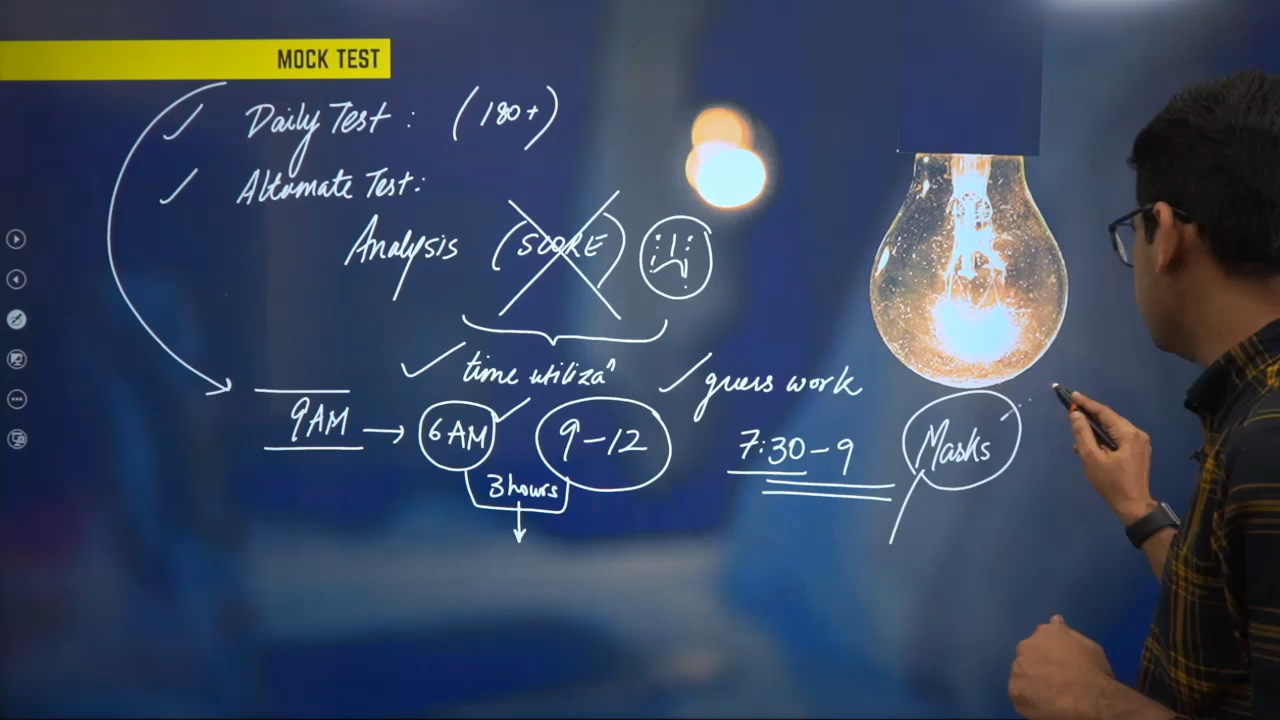 MOCK TEST
Daily Test : (180+)
Alternate Test:
Analysis (SCORE)
time utilizaⁿ guess work
9AM → 6AM 9-12 7:30-9 Masks
3 hours